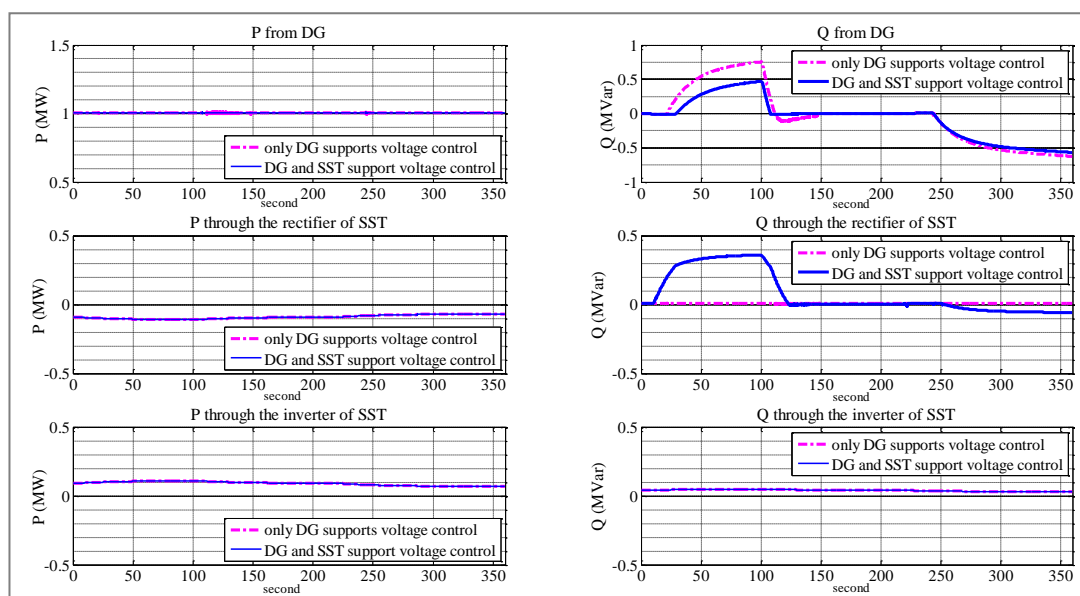 P from DG
1.5
1
0.5
P (MW)
only DG supports voltage control
DG and SST support voltage control
0 50 100 150 200 250 300 350
second
Q from DG
1
0.5
0
-0.5
-1
Q (MVar)
only DG supports voltage control
DG and SST support voltage control
0 50 100 150 200 250 300 350
second
P through the rectifier of SST
0.5
0
-0.5
P (MW)
only DG supports voltage control
DG and SST support voltage control
0 50 100 150 200 250 300 350
second
Q through the rectifier of SST
0.5
0
-0.5
Q (MVar)
only DG supports voltage control
DG and SST support voltage control
0 50 100 150 200 250 300 350
second
P through the inverter of SST
0.5
0
-0.5
P (MW)
only DG supports voltage control
DG and SST support voltage control
0 50 100 150 200 250 300 350
second
Q through the inverter of SST
0.5
0
-0.5
Q (MVar)
only DG supports voltage control
DG and SST support voltage control
0 50 100 150 200 250 300 350
second